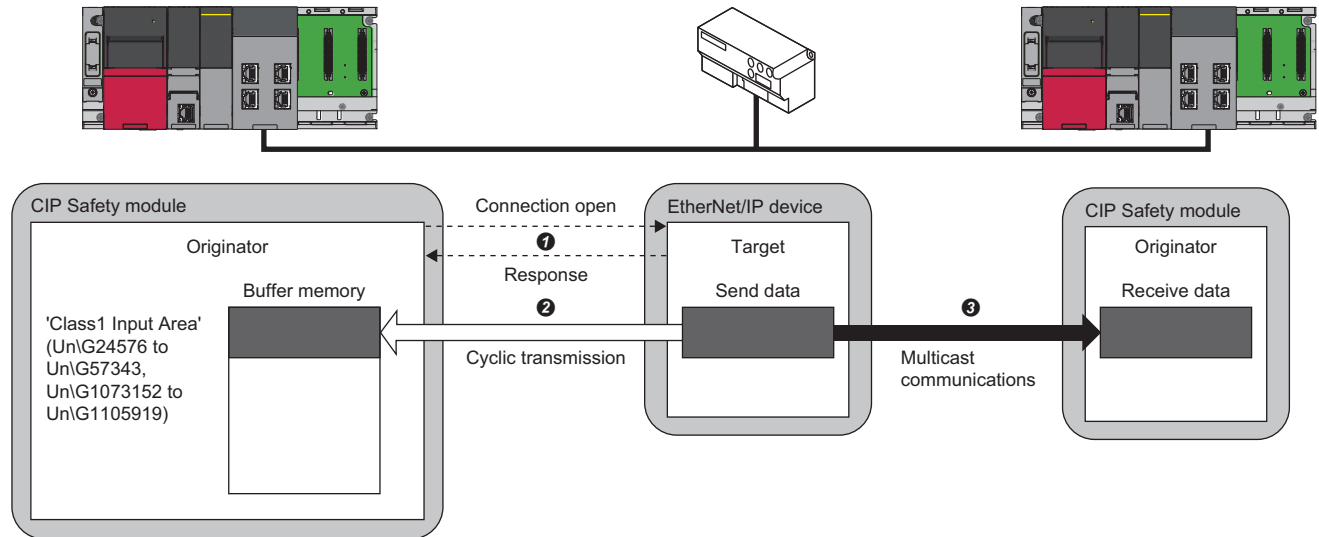 CIP Safety module
Originator
Buffer memory
'Class1 Input Area'
(Un\G24576 to
Un\G57343,
Un\G1073152 to
Un\G1105919)
Connection open
❶
Response
❷
Cyclic transmission
EtherNet/IP device
Target
Send data
❸
Multicast
communications
CIP Safety module
Originator
Receive data